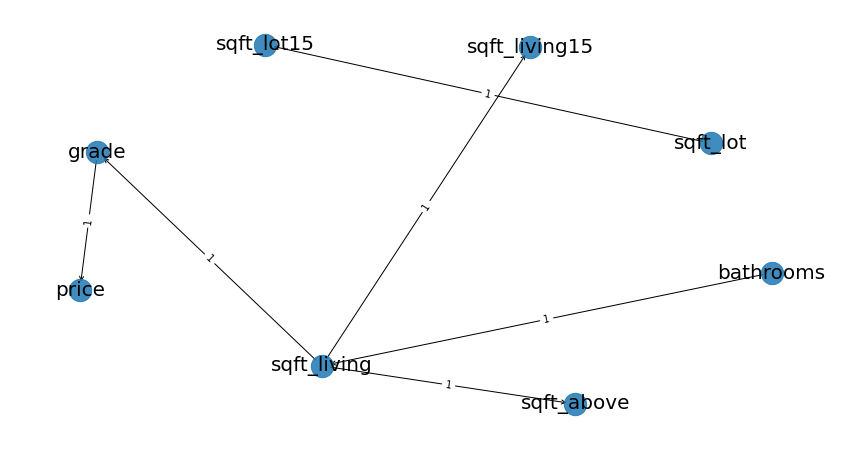 sqft_lot15
sqft_living15
1
sqft_lot
grade
1
1
1
bathrooms
price
1
sqft_living
1
sqft_above